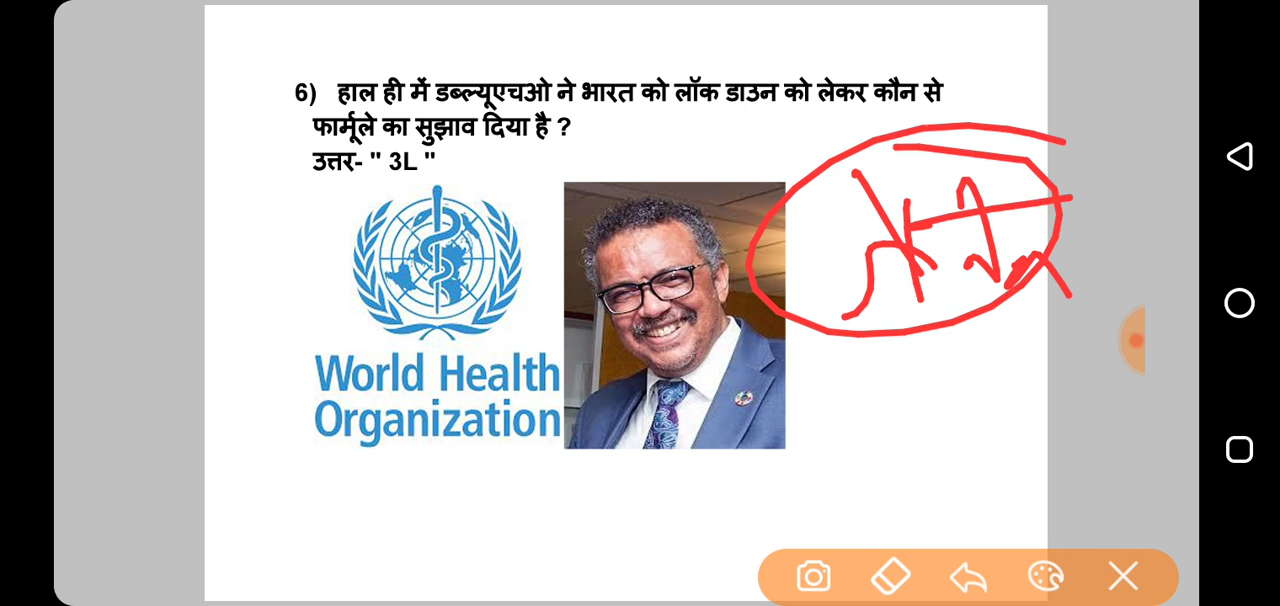 6) हाल ही में डब्ल्यूएचओ ने भारत को लॉक डाउन को लेकर कौन से
फार्मूले का सुझाव दिया है ?
उत्तर- " 3L "
World Health
Organization